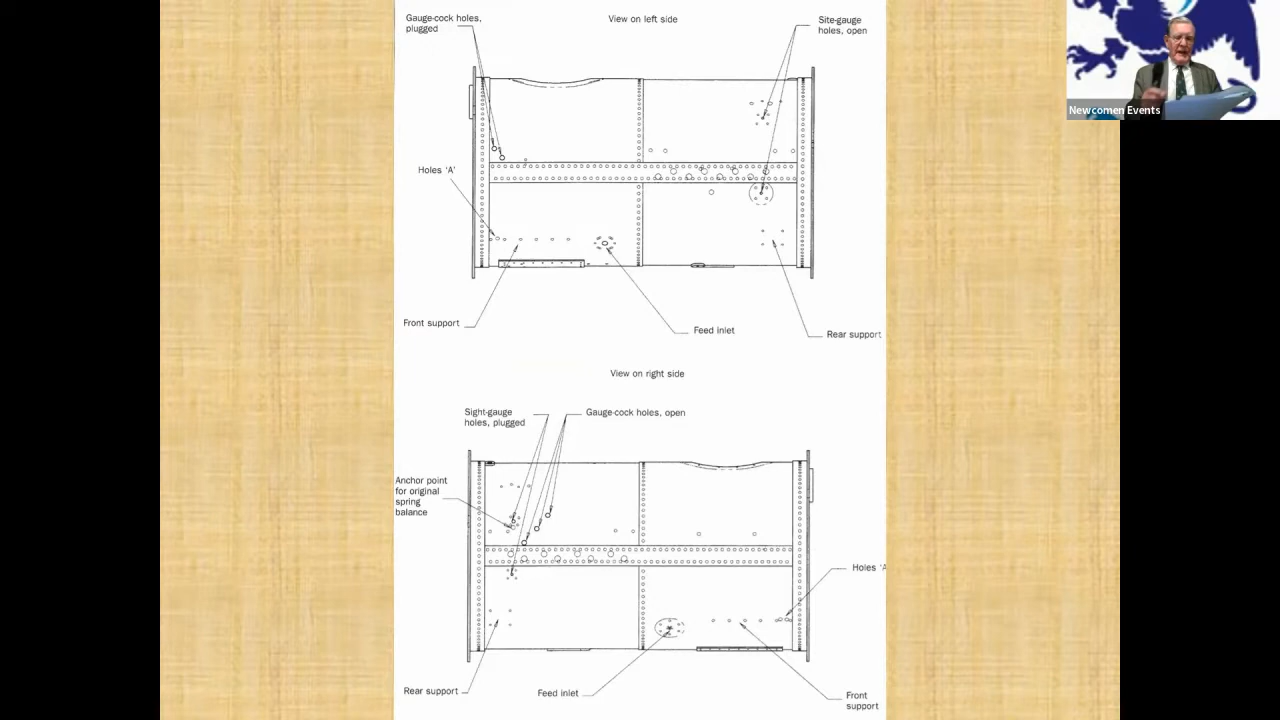 Gauge-cock holes,
plugged
View on left side
Site-gauge
holes, open
Newcomen Events
Holes 'A'
Front support
Feed inlet
Rear support
View on right side
Sight-gauge
holes, plugged
Gauge-cock holes, open
Anchor point
for original
spring
balance
Holes 'A
Rear support
Feed inlet
Front
support